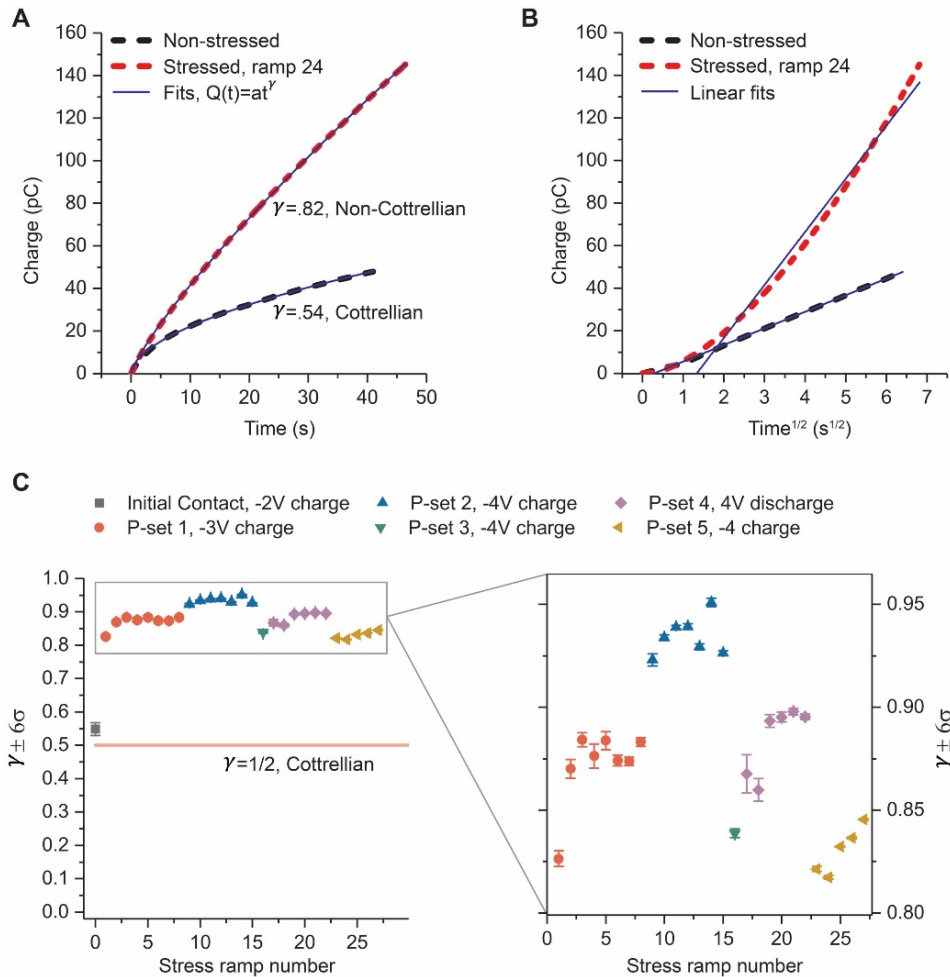 A
Non-stressed
Stressed, ramp 24
Fits, Q(t)=at^γ
160
140
120
100
80
60
40
20
0
Charge (pC)
γ=.82, Non-Cottrellian
γ=.54, Cottrellian
0 10 20 30 40 50
Time (s)
B
Non-stressed
Stressed, ramp 24
Linear fits
160
140
120
100
80
60
40
20
0
Charge (pC)
0 1 2 3 4 5 6 7
Time^1/2 (s^1/2)
C
Initial Contact, -2V charge
P-set 2, -4V charge
P-set 4, 4V discharge
P-set 1, -3V charge
P-set 3, -4V charge
P-set 5, -4 charge
1.0
0.9
0.8
0.7
0.6
0.5
0.4
0.3
0.2
0.1
0.0
γ ± 6σ
γ=1/2, Cottrellian
0 5 10 15 20 25
Stress ramp number
0.95
0.90
0.85
0.80
γ ± 6σ
0 5 10 15 20 25
Stress ramp number